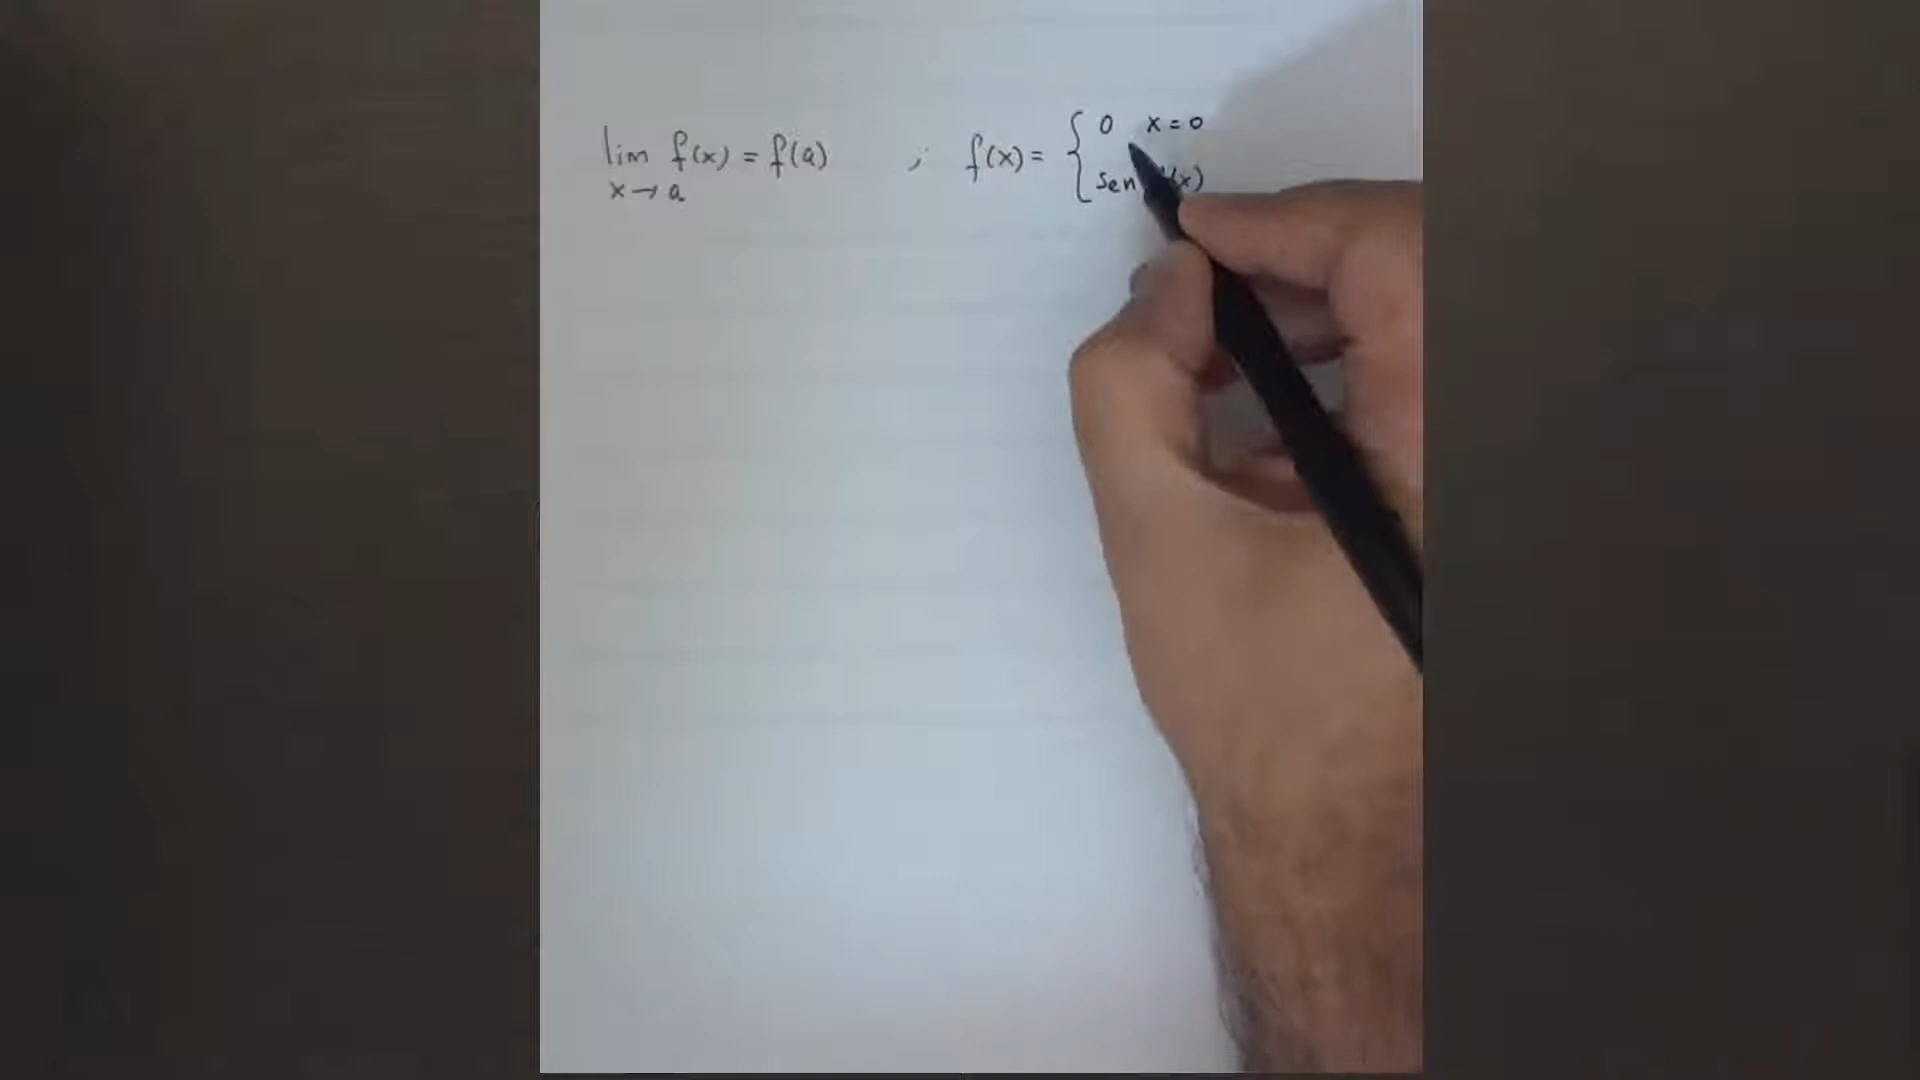 lim f(x) = f(a) ; f(x) = { 0 x = 0
x → a
sen x)